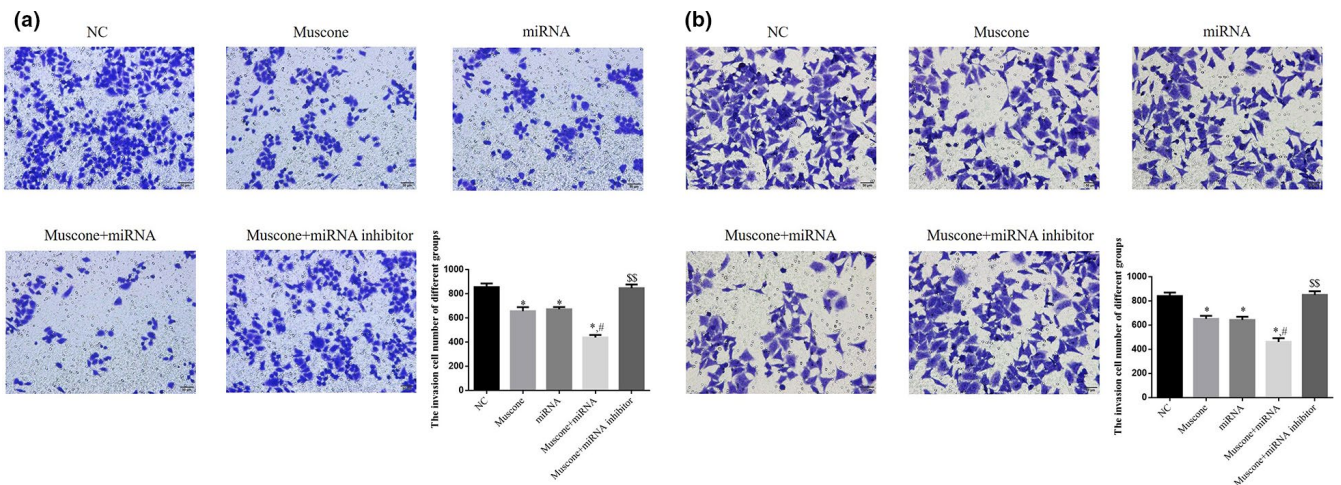 (a)
NC
Muscone
miRNA
Muscone+miRNA
Muscone+miRNA inhibitor
The invasion cell number of different groups
1000
800
600
400
200
0
*
*
*,#
$$
NC
Muscone
miRNA
Muscone+miRNA
Muscone+miRNA inhibitor
(b)
NC
Muscone
miRNA
Muscone+miRNA
Muscone+miRNA inhibitor
The invasion cell number of different groups
1000
800
600
400
200
0
*
*
*,#
$$
NC
Muscone
miRNA
Muscone+miRNA
Muscone+miRNA inhibitor